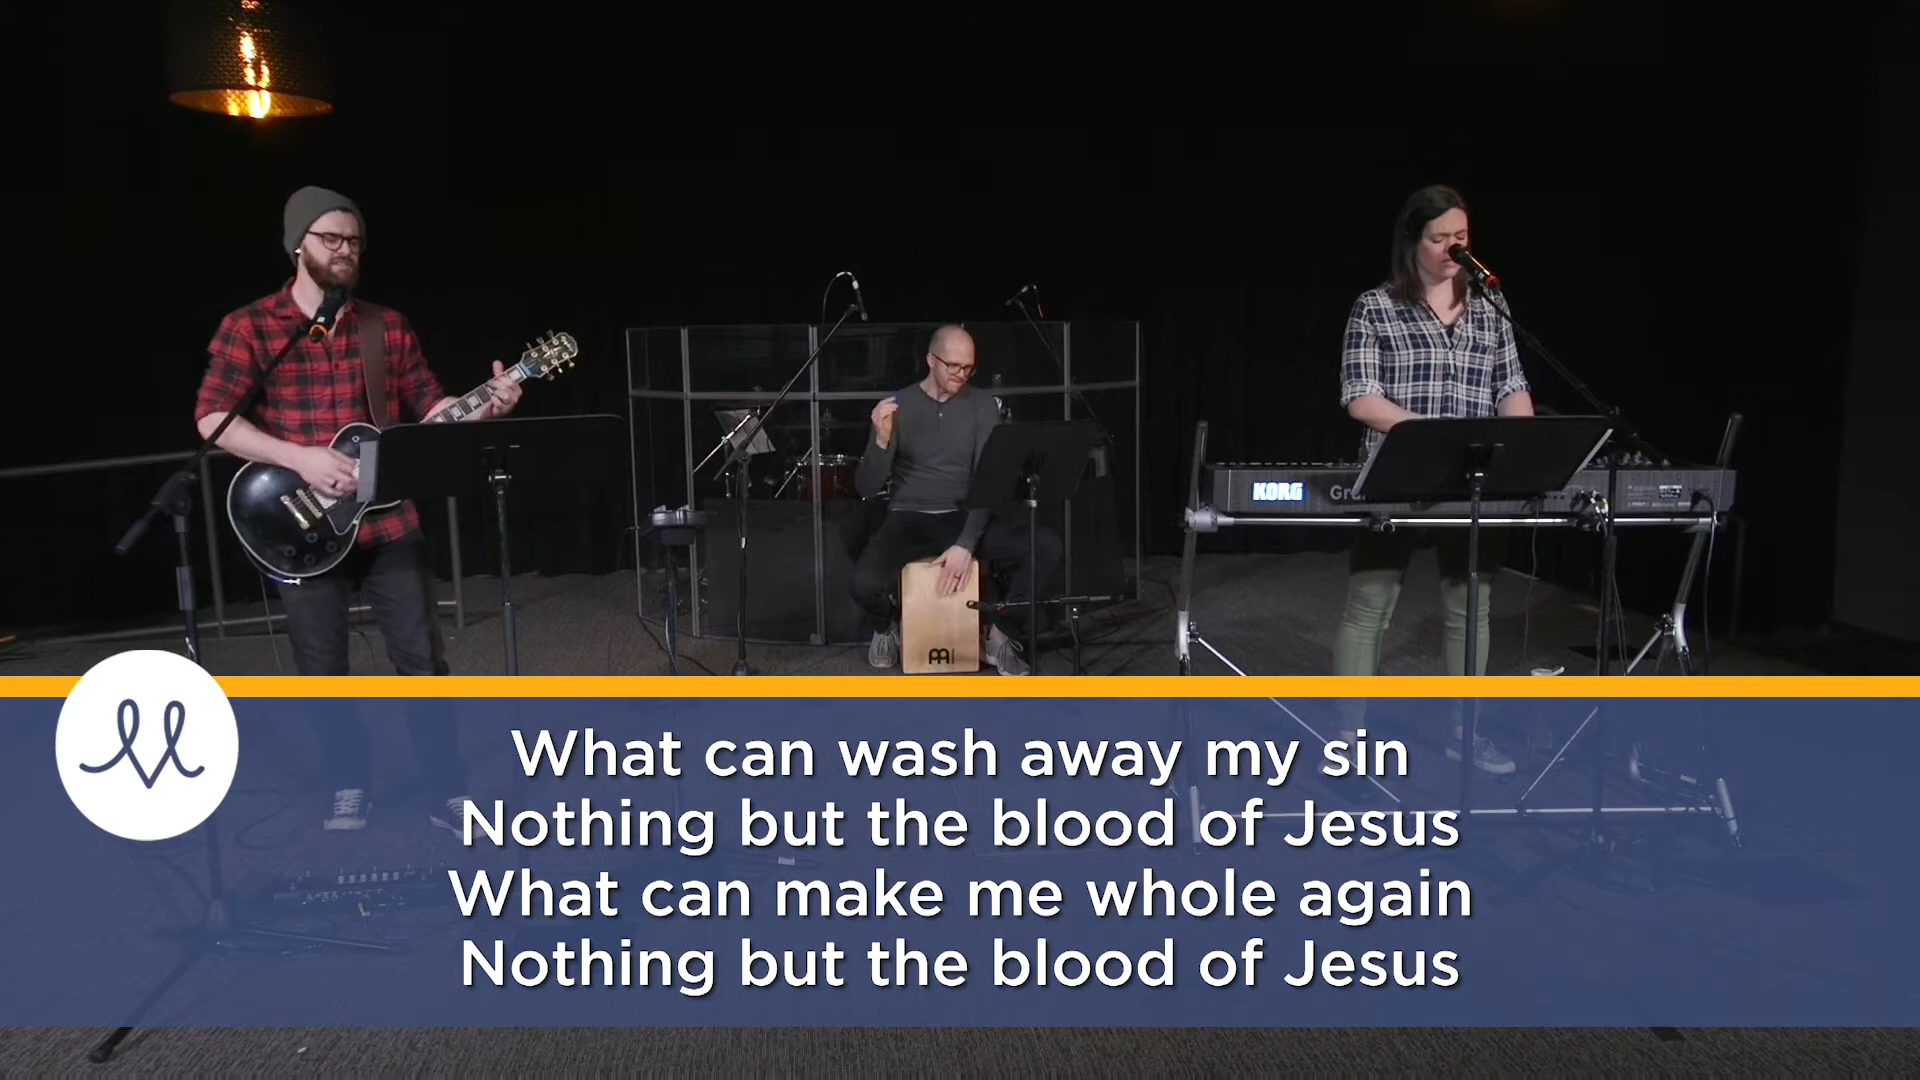 Epiphone
KORG
What can wash away my sin
Nothing but the blood of Jesus
What can make me whole again
Nothing but the blood of Jesus